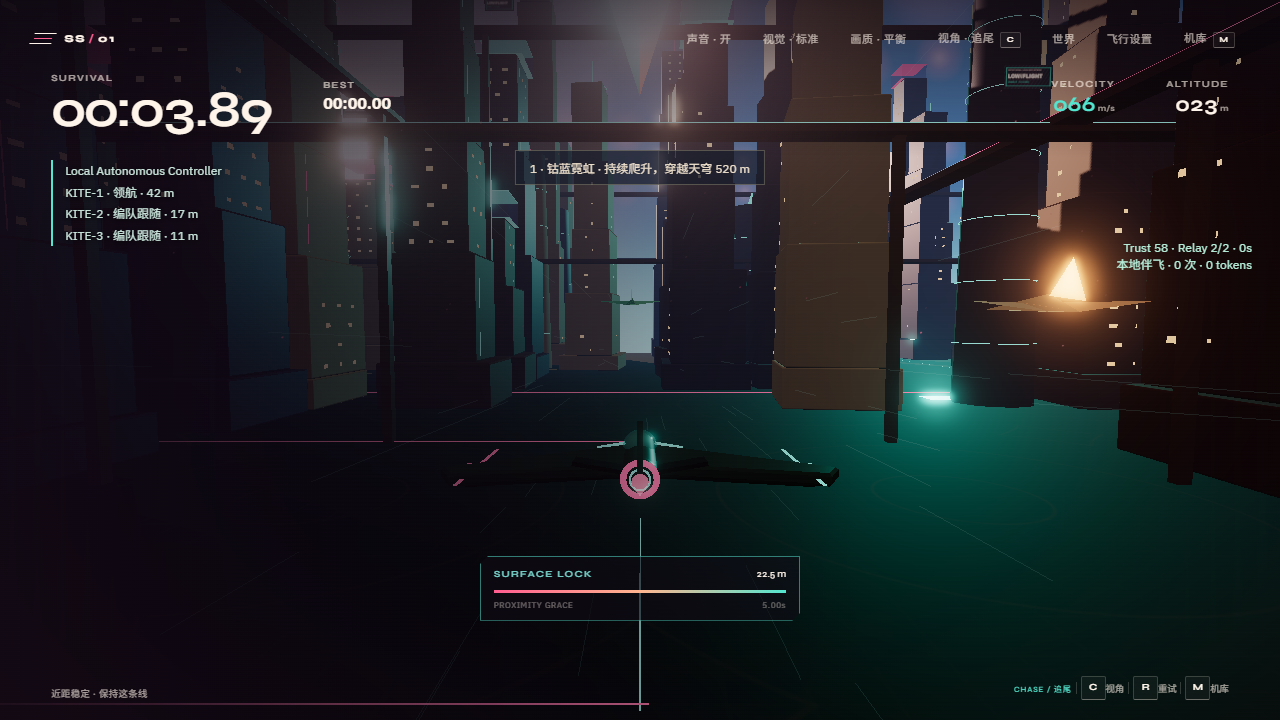 SS / 01
声音 · 开
视觉 · 标准
画质 · 平衡
视角 · 追尾 C
世界
飞行设置
机库 M
SURVIVAL
00:03.89
BEST
00:00.00
VELOCITY
066 m/s
ALTITUDE
023 m
LOW//FLIGHT
1 · 钴蓝霓虹 · 持续爬升，穿越天穹 520 m
Local Autonomous Controller
KITE-1 · 领航 · 42 m
KITE-2 · 编队跟随 · 17 m
KITE-3 · 编队跟随 · 11 m
Trust 58 · Relay 2/2 · 0s
本地伴飞 · 0 次 · 0 tokens
SURFACE LOCK
22.5 m
PROXIMITY GRACE
5.00s
近距稳定 · 保持这条线
CHASE / 追尾
C 视角
R 重试
M 机库